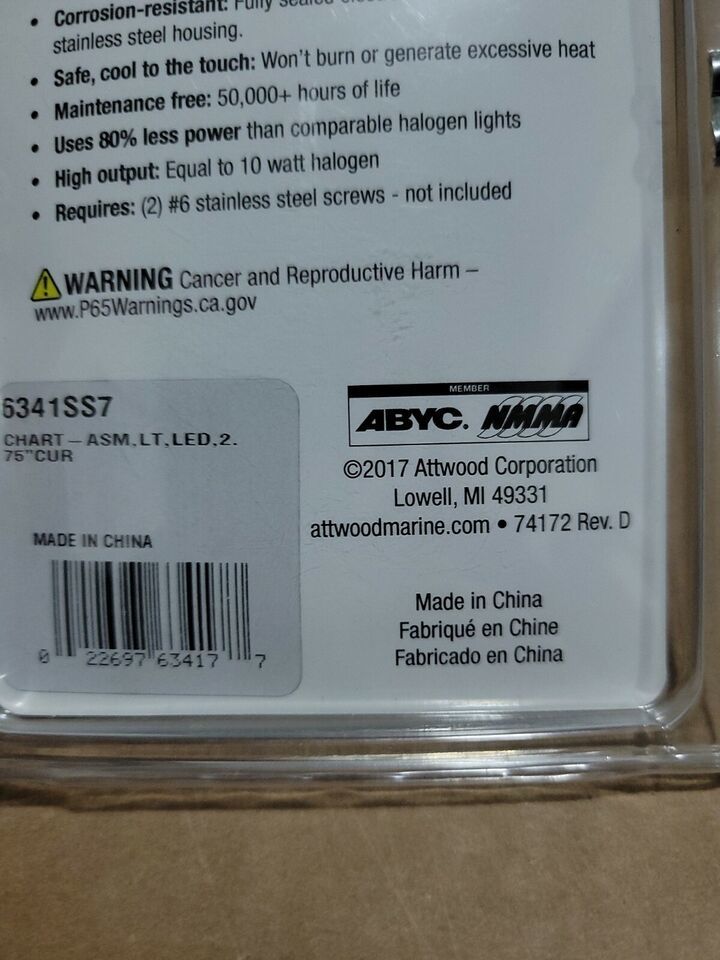 • Corrosion-resistant: Fully sealed
stainless steel housing.
• Safe, cool to the touch: Won't burn or generate excessive heat
• Maintenance free: 50,000+ hours of life
• Uses 80% less power than comparable halogen lights
• High output: Equal to 10 watt halogen
• Requires: (2) #6 stainless steel screws - not included
WARNING Cancer and Reproductive Harm –
www.P65Warnings.ca.gov
6341SS7
CHART – ASM,LT,LED,2.
75"CUR
MADE IN CHINA
0 22697 63417 7
MEMBER
ABYC. NMMA
©2017 Attwood Corporation
Lowell, MI 49331
attwoodmarine.com • 74172 Rev. D
Made in China
Fabriqué en Chine
Fabricado en China